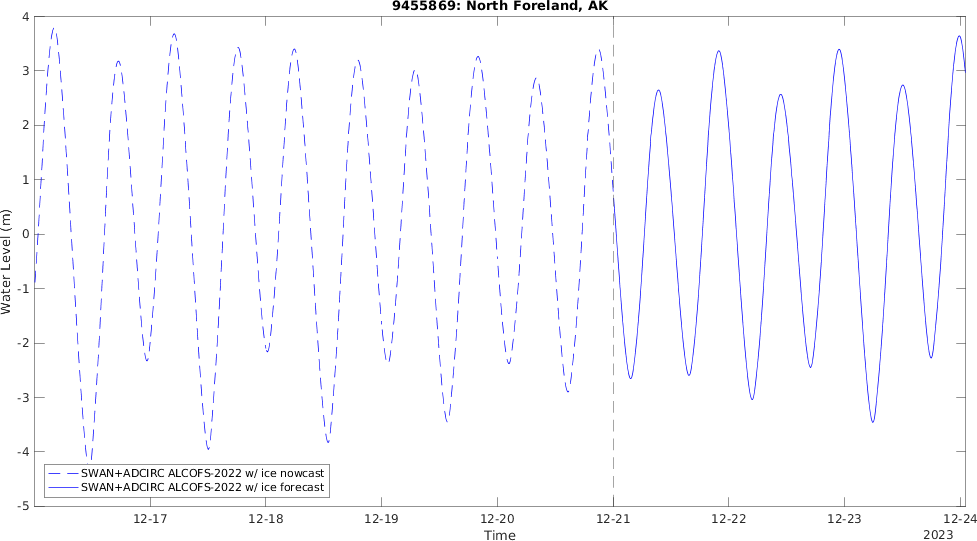 9455869: North Foreland, AK
Water Level (m)
4
3
2
1
0
-1
-2
-3
-4
-5
SWAN+ADCIRC ALCOFS-2022 w/ ice nowcast
SWAN+ADCIRC ALCOFS-2022 w/ ice forecast
12-17 12-18 12-19 12-20 12-21 12-22 12-23 12-24
Time
2023